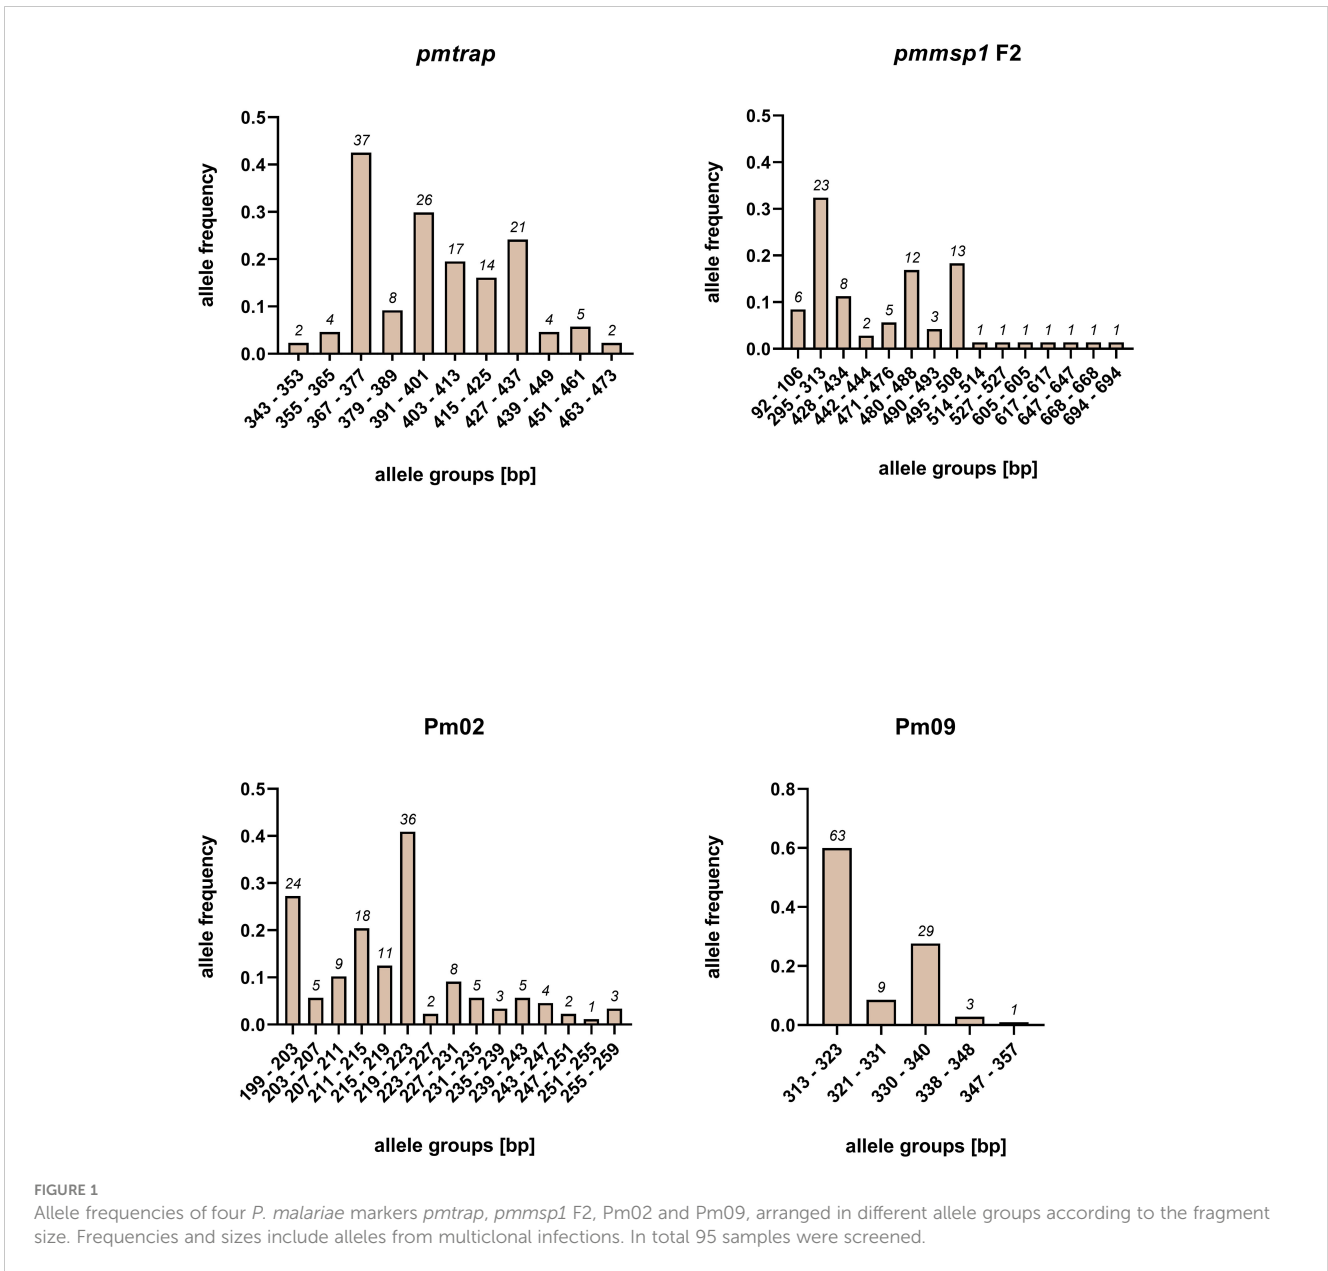 pmtrap
0.5
0.4
0.3
0.2
0.1
0.0
allele frequency
2
4
37
8
26
17
14
21
4
5
2
343 - 353
355 - 365
367 - 377
379 - 389
391 - 401
403 - 413
415 - 425
427 - 437
439 - 449
451 - 461
463 - 473
allele groups [bp]
pmmsp1 F2
0.5
0.4
0.3
0.2
0.1
0.0
allele frequency
6
23
8
2
5
12
3
13
1
1
1
1
1
1
1
92 - 106
295 - 313
428 - 434
442 - 444
471 - 476
480 - 488
490 - 493
495 - 508
514 - 514
527 - 527
605 - 605
617 - 617
647 - 647
668 - 668
694 - 694
allele groups [bp]
Pm02
0.5
0.4
0.3
0.2
0.1
0.0
allele frequency
24
5
9
18
11
36
2
8
5
3
5
4
2
1
3
199 - 203
203 - 207
207 - 211
211 - 215
215 - 219
219 - 223
223 - 227
227 - 231
231 - 235
235 - 239
239 - 243
243 - 247
247 - 251
251 - 255
255 - 259
allele groups [bp]
Pm09
0.8
0.6
0.4
0.2
0.0
allele frequency
63
9
29
3
1
313 - 323
321 - 331
330 - 340
338 - 348
347 - 357
allele groups [bp]
FIGURE 1
Allele frequencies of four P. malariae markers pmtrap, pmmsp1 F2, Pm02 and Pm09, arranged in different allele groups according to the fragment
size. Frequencies and sizes include alleles from multiclonal infections. In total 95 samples were screened.